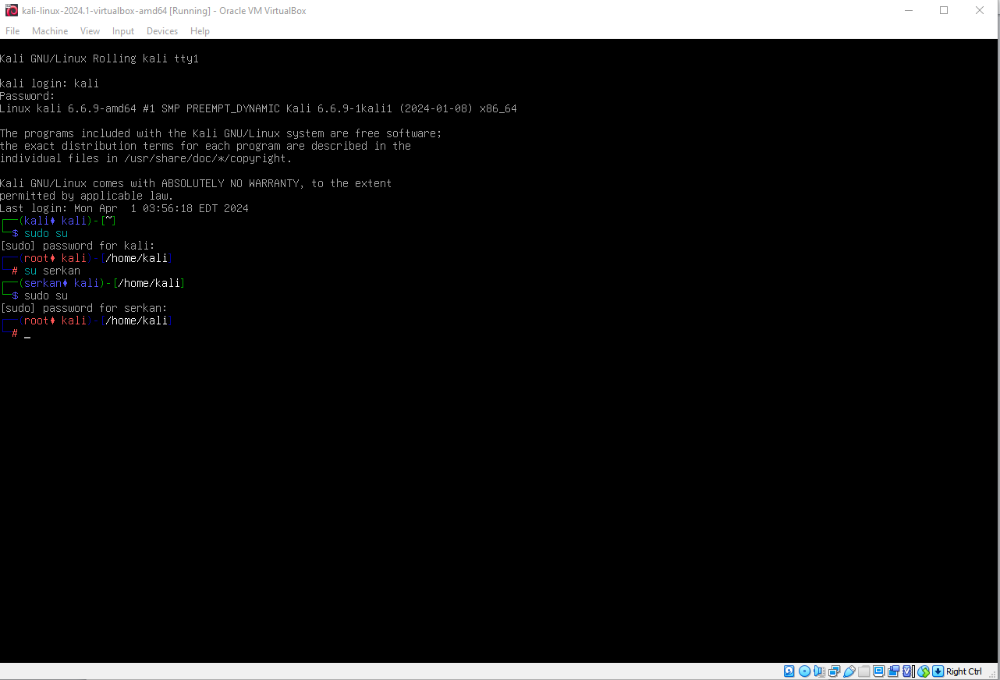 kali-linux-2024.1-virtualbox-amd64 [Running] - Oracle VM VirtualBox
File Machine View Input Devices Help
Kali GNU/Linux Rolling kali tty1
kali login: kali
Password:
Linux kali 6.6.9-amd64 #1 SMP PREEMPT_DYNAMIC Kali 6.6.9-1kali1 (2024-01-08) x86_64
The programs included with the Kali GNU/Linux system are free software;
the exact distribution terms for each program are described in the
individual files in /usr/share/doc/*/copyright.
Kali GNU/Linux comes with ABSOLUTELY NO WARRANTY, to the extent
permitted by applicable law.
Last login: Mon Apr  1 03:56:18 EDT 2024
┌──(kali♦ kali)-[~]
└─$ sudo su
[sudo] password for kali:
┌──(root♦ kali)-[/home/kali]
└─# su serkan
┌──(serkan♦ kali)-[/home/kali]
└─$ sudo su
[sudo] password for serkan:
┌──(root♦ kali)-[/home/kali]
└─# _
Right Ctrl